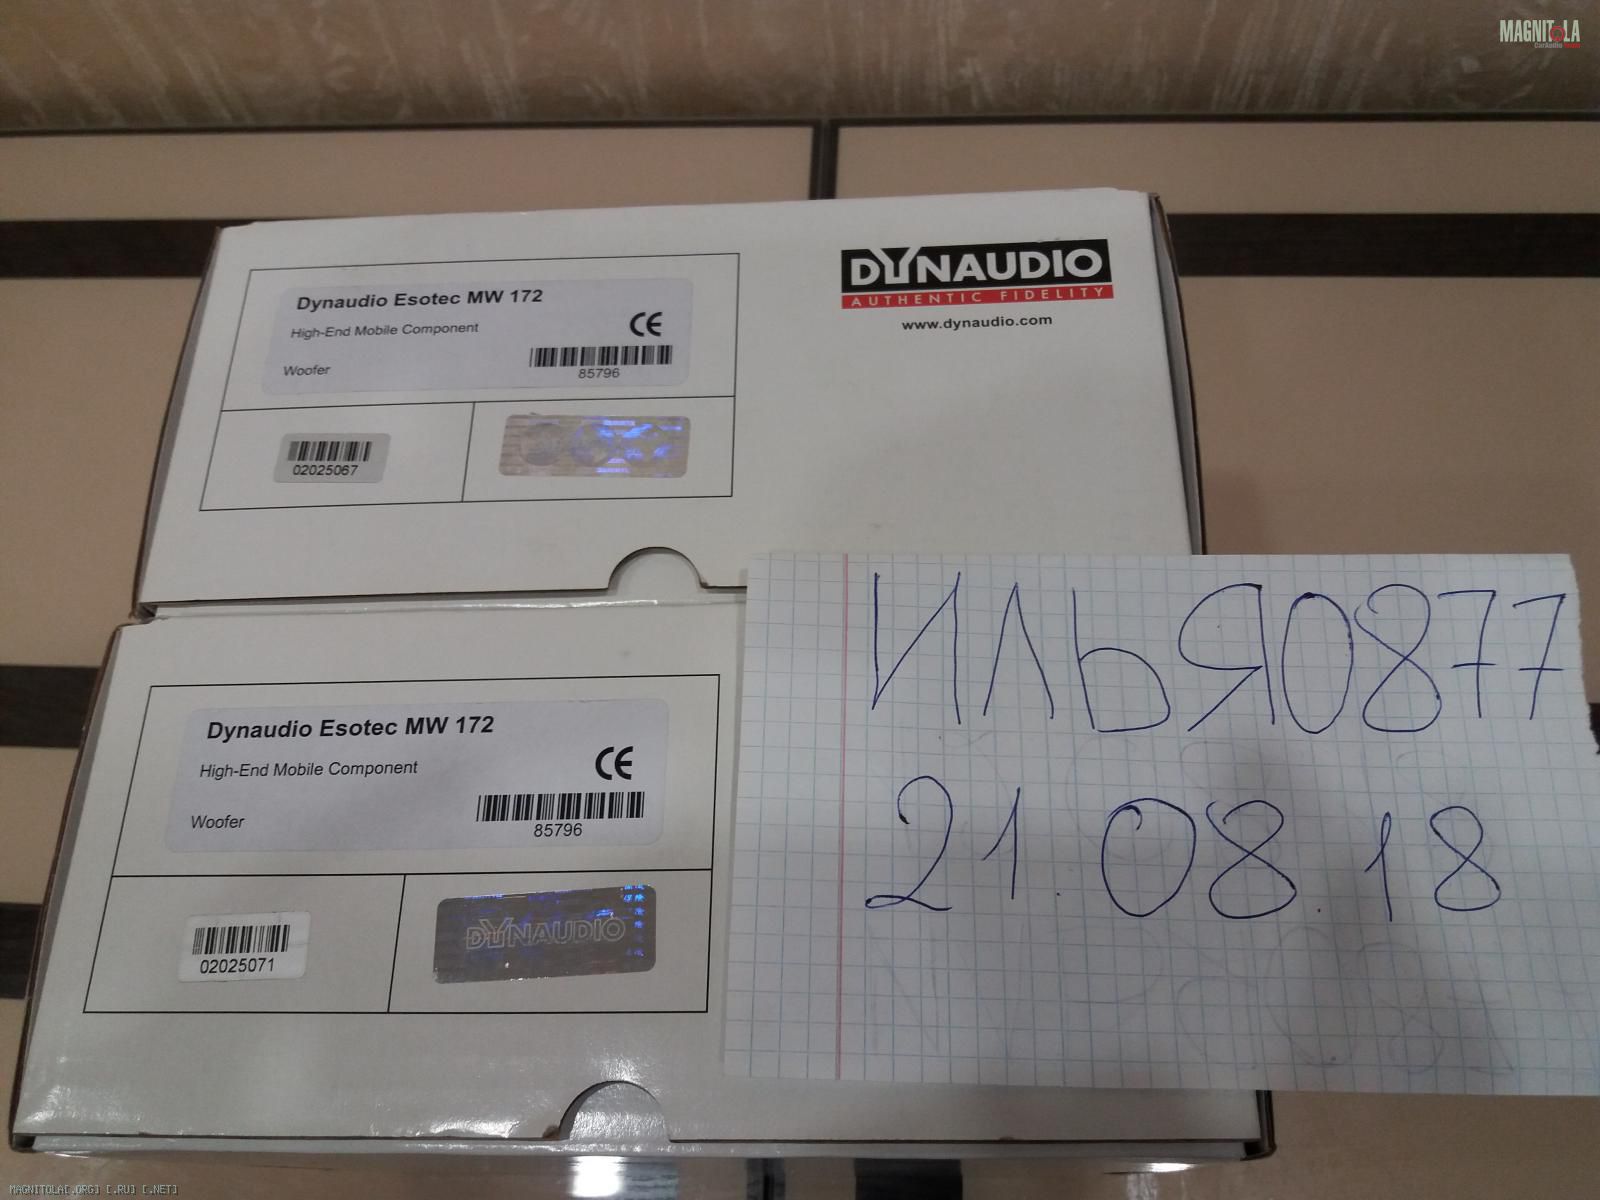 MAGNITOLA
CarAudio
DYNAUDIO
AUTHENTIC FIDELITY
www.dynaudio.com
Dynaudio Esotec MW 172
High-End Mobile Component
CE
Woofer
85796
02025067
Dynaudio Esotec MW 172
High-End Mobile Component
CE
Woofer
85796
02025071
DYNAUDIO
ИЛЬЯ0877
21.08.18
MAGNITOLA[.ORG] [.RU] [.NET]